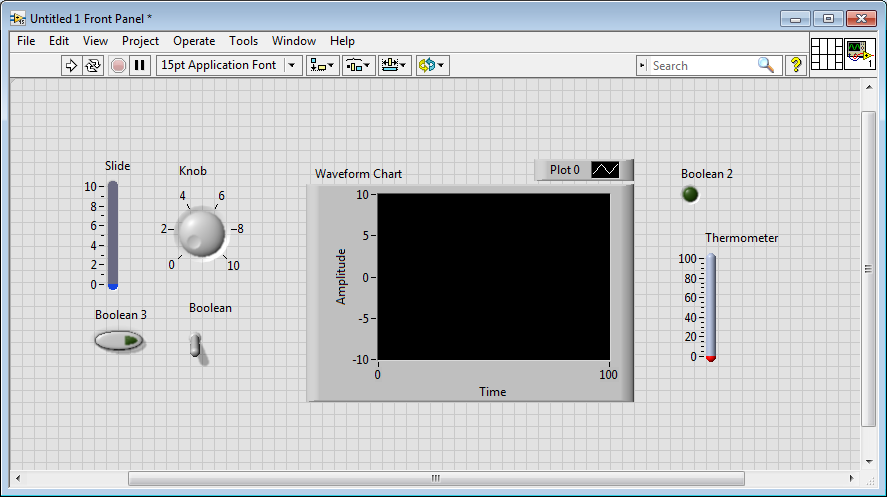 Untitled 1 Front Panel *
File Edit View Project Operate Tools Window Help
15pt Application Font
Search
?
1
Slide
10
8
6
4
2
0
Knob
0
2
4
6
8
10
Boolean 3
Boolean
Waveform Chart
Plot 0
Amplitude
10
5
0
-5
-10
0
100
Time
Boolean 2
Thermometer
100
80
60
40
20
0